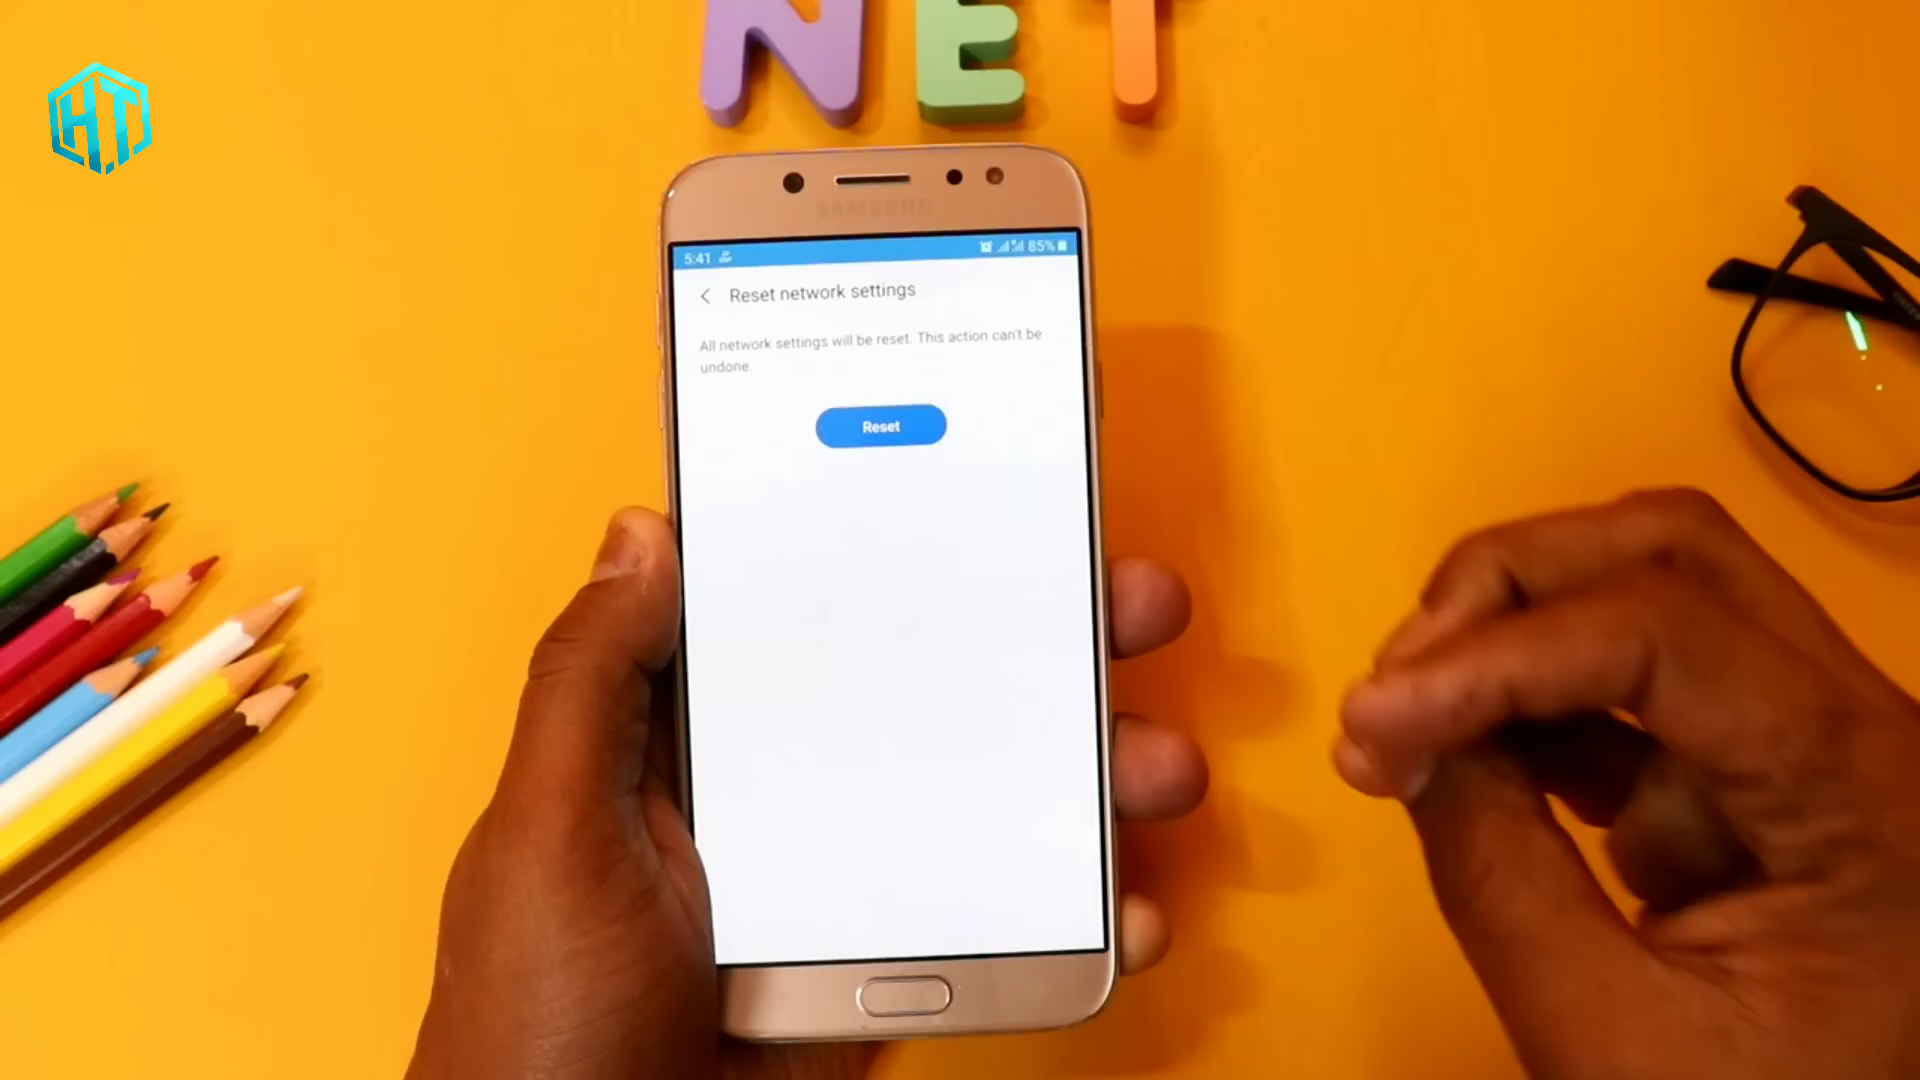 NET
H.T
SAMSUNG
5:41 85%
Reset network settings
All network settings will be reset. This action can't be
undone.
Reset